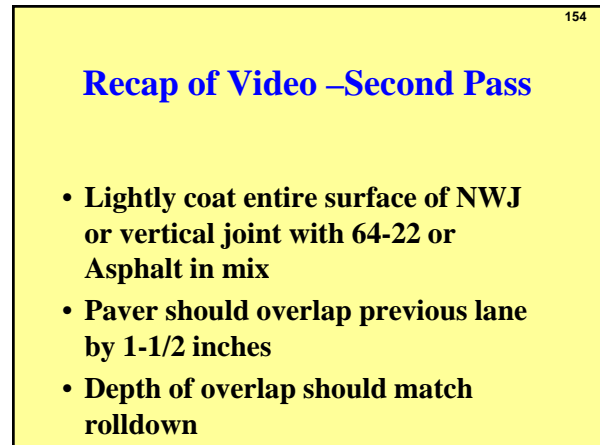 154
Recap of Video –Second Pass
• Lightly coat entire surface of NWJ
or vertical joint with 64-22 or
Asphalt in mix
• Paver should overlap previous lane
by 1-1/2 inches
• Depth of overlap should match
rolldown